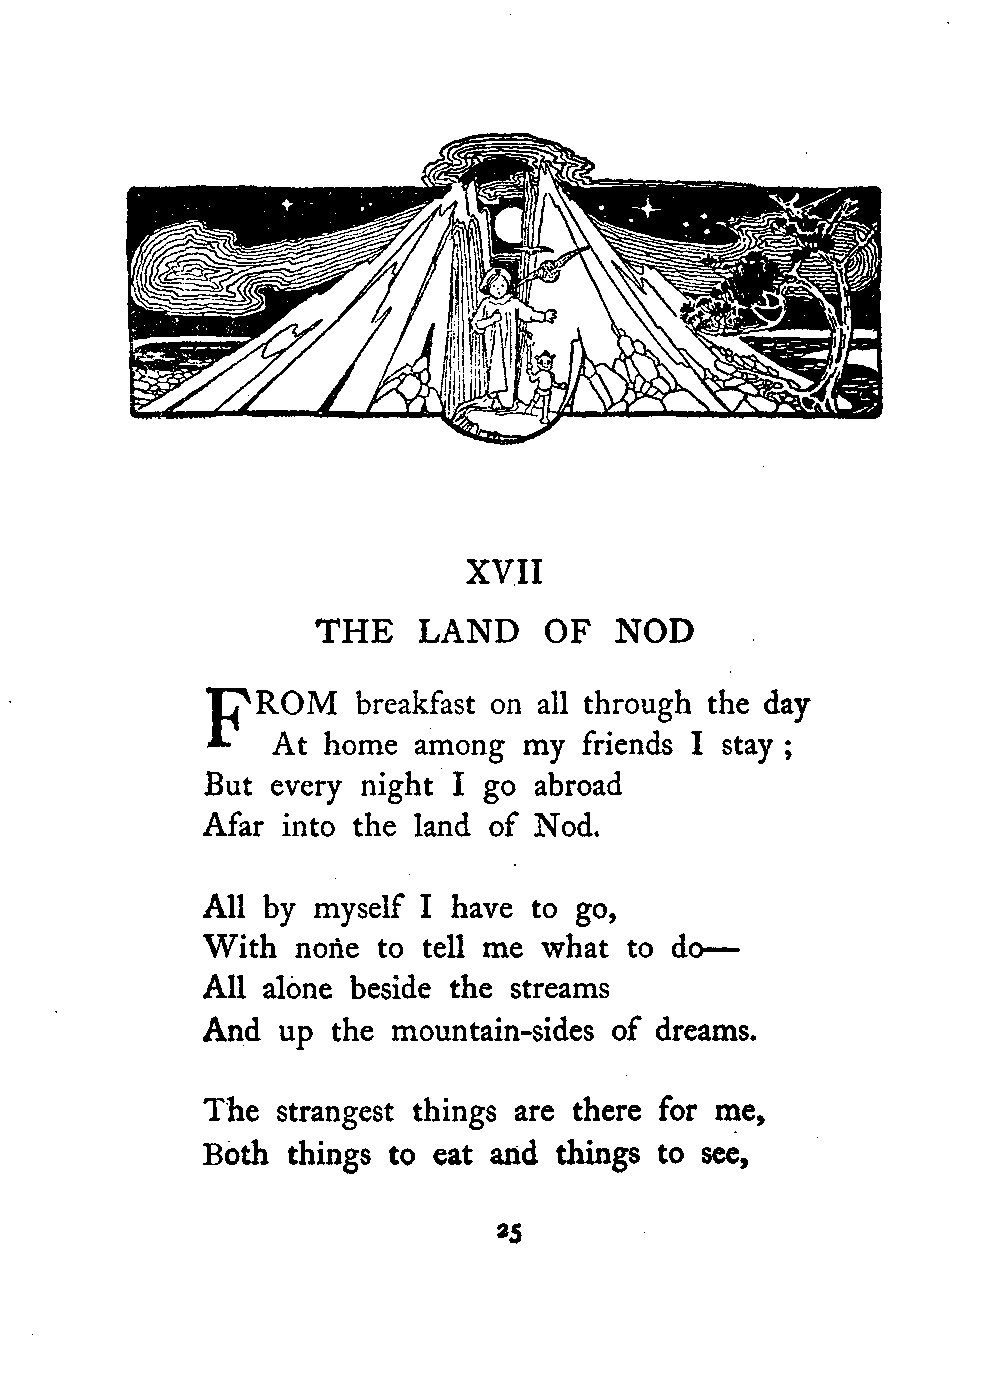 XVII
THE LAND OF NOD
FROM breakfast on all through the day
At home among my friends I stay ;
But every night I go abroad
Afar into the land of Nod.
All by myself I have to go,
With none to tell me what to do—
All alone beside the streams
And up the mountain-sides of dreams.
The strangest things are there for me,
Both things to eat and things to see,
25